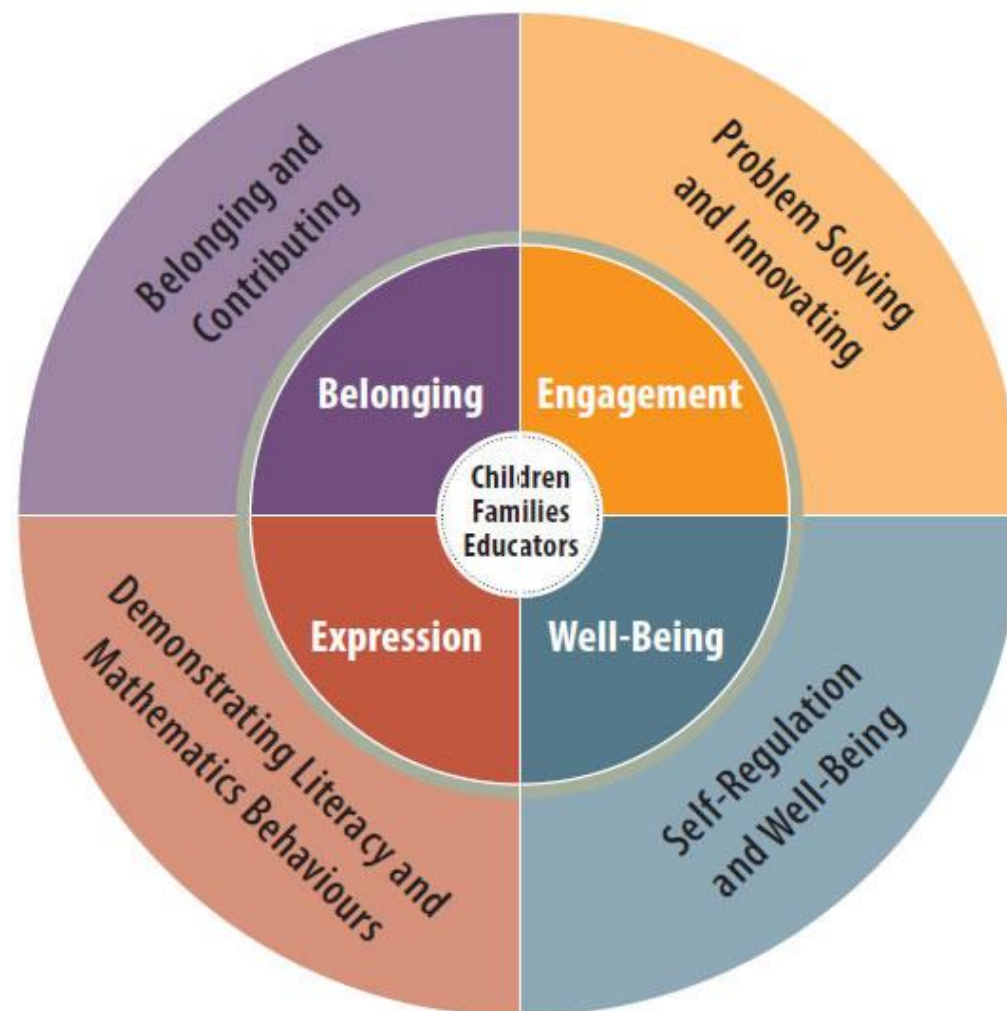 Belonging and
Contributing
Problem Solving
and Innovating
Belonging
Engagement
Children
Families
Educators
Expression
Well-Being
Demonstrating Literacy and
Mathematics Behaviours
Self-Regulation
and Well-Being